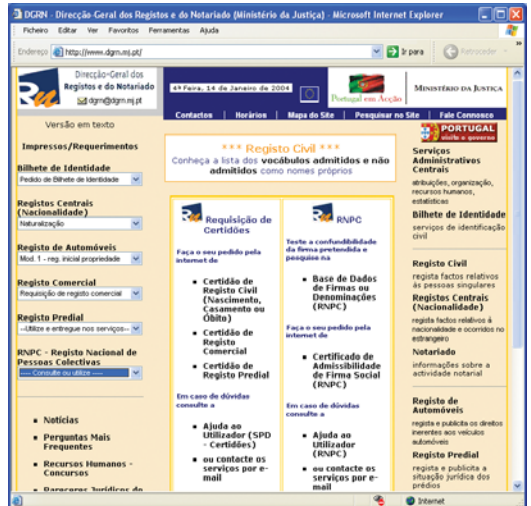 DGRN - Direcção-Geral dos Registos e do Notariado (Ministério da Justiça) - Microsoft Internet Explorer
Ficheiro Editar Ver Favoritos Ferramentas Ajuda
Endereço http://www.dgrn.mj.pt/ Ir para Retroceder
Direcção-Geral dos
Registos e do Notariado
dgrn@dgrn.mj.pt
4ª Feira, 14 de Janeiro de 2004
Portugal em Acção
MINISTÉRIO DA JUSTIÇA
Contactos | Horários | Mapa do Site | Pesquisar no Site | Fale Connosco
Versão em texto
Impressos/Requerimentos
Bilhete de Identidade
Pedido de Bilhete de Identidade
Registos Centrais
(Nacionalidade)
Naturalização
Registo de Automóveis
Mod. 1 - reg. inicial propriedade
Registo Comercial
Requisição de registo comercial
Registo Predial
--Utilize e entregue nos serviços--
RNPC - Registo Nacional de
Pessoas Colectivas
---- Consulte ou utilize ----
Notícias
Perguntas Mais
Frequentes
Recursos Humanos -
Concursos
Pareceres Jurídicos do
*** Registo Civil ***
Conheça a lista dos vocábulos admitidos e não
admitidos como nomes próprios
Requisição de
Certidões
Faça o seu pedido pela
internet de
Certidão de
Registo Civil
(Nascimento,
Casamento ou
Óbito)
Certidão de
Registo
Comercial
Certidão de
Registo Predial
Em caso de dúvidas
consulte a
Ajuda ao
Utilizador (SPD
- Certidões)
ou contacte os
serviços por e-
mail
RNPC
Teste a confundibilidade
da firma pretendida e
pesquise na
Base de Dados
de Firmas ou
Denominações
(RNPC)
Faça o seu pedido pela
internet de
Certificado de
Admissibilidade
de Firma Social
(RNPC)
Em caso de dúvidas
consulte a
Ajuda ao
Utilizador
(RNPC)
ou contacte os
serviços por e-
mail
PORTUGAL
visite o governo
Serviços
Administrativos
Centrais
atribuições, organização,
recursos humanos,
estatísticas
Bilhete de Identidade
serviços de identificação
civil
Registo Civil
regista factos relativos
às pessoas singulares
Registos Centrais
(Nacionalidade)
regista factos relativos à
nacionalidade e ocorridos no
estrangeiro
Notariado
informações sobre a
actividade notarial
Registo de
Automóveis
regista e publicita os direitos
inerentes aos veículos
automóveis
Registo Predial
regista e publicita a
situação jurídica dos
prédios
Internet